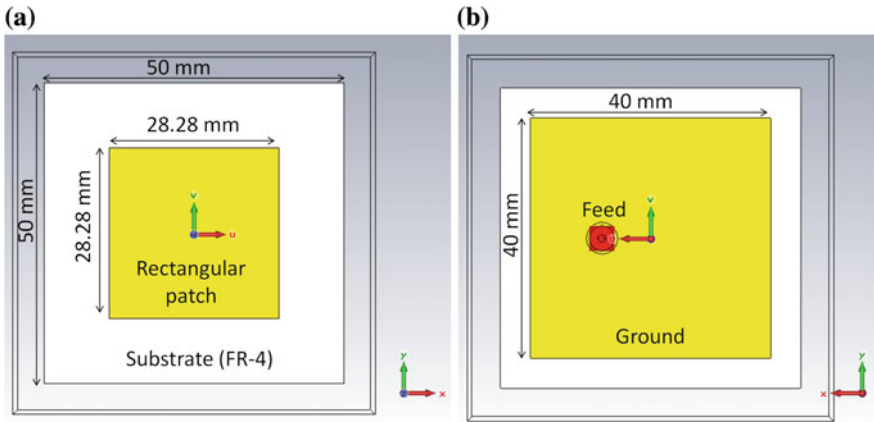 (a)
50 mm
28.28 mm
50 mm
28.28 mm
v
u
Rectangular
patch
Substrate (FR-4)
y
x
(b)
40 mm
40 mm
Feed
v
Ground
y
x